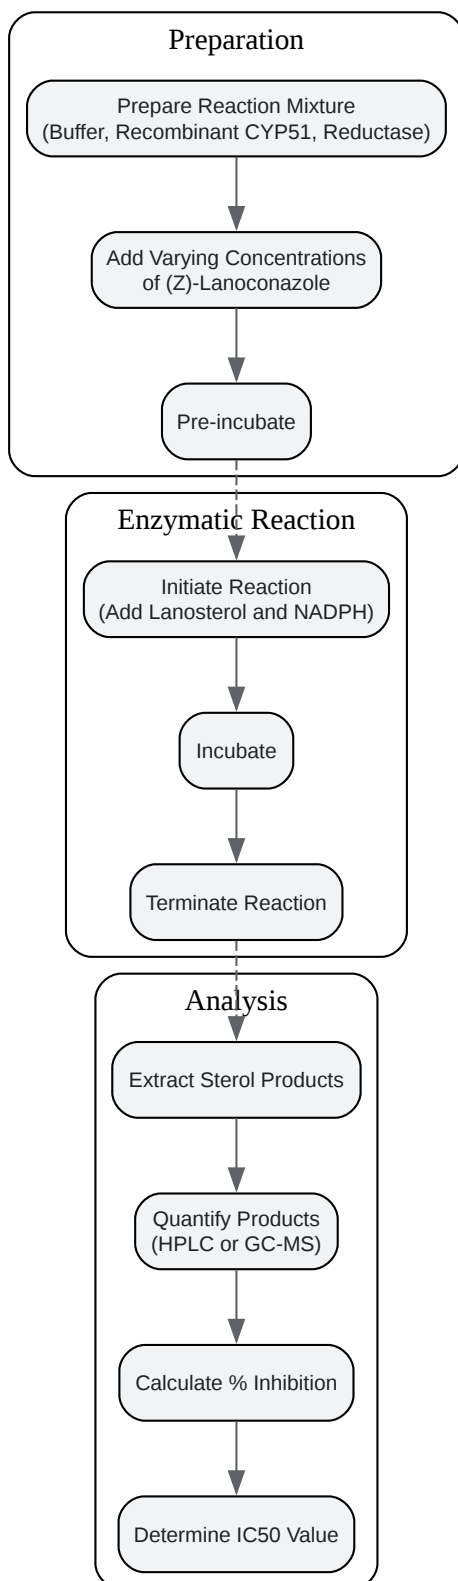 Preparation
Prepare Reaction Mixture
(Buffer, Recombinant CYP51, Reductase)
Add Varying Concentrations
of (Z)-Lanoconazole
Pre-incubate
Enzymatic Reaction
Initiate Reaction
(Add Lanosterol and NADPH)
Incubate
Terminate Reaction
Analysis
Extract Sterol Products
Quantify Products
(HPLC or GC-MS)
Calculate % Inhibition
Determine IC50 Value